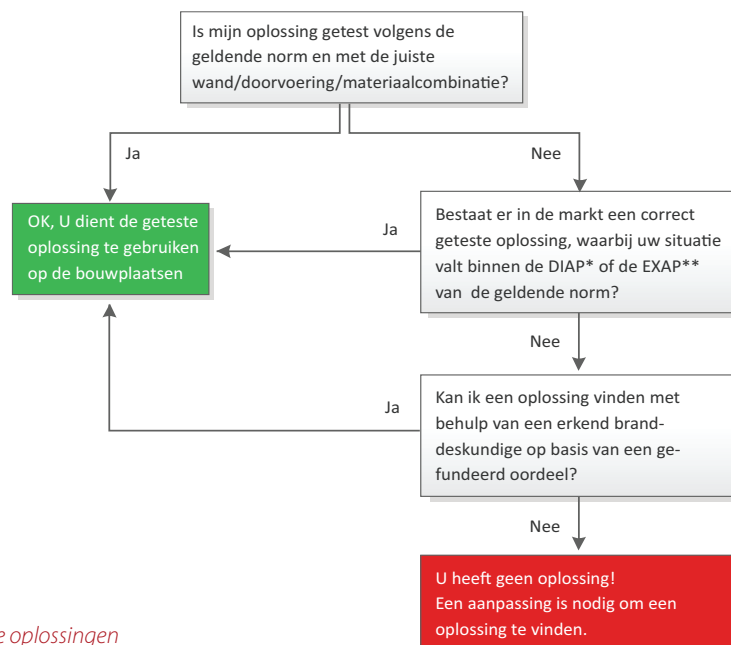 Is mijn oplossing getest volgens de
geldende norm en met de juiste
wand/doorvoering/materiaalcombinatie?
Ja
Nee
OK, U dient de geteste
oplossing te gebruiken
op de bouwplaatsen
Ja
Bestaat er in de markt een correct
geteste oplossing, waarbij uw situatie
valt binnen de DIAP* of de EXAP**
van de geldende norm?
Nee
Ja
Kan ik een oplossing vinden met
behulp van een erkend brand-
deskundige op basis van een ge-
fundeerd oordeel?
Nee
U heeft geen oplossing!
Een aanpassing is nodig om een
oplossing te vinden.
e oplossingen